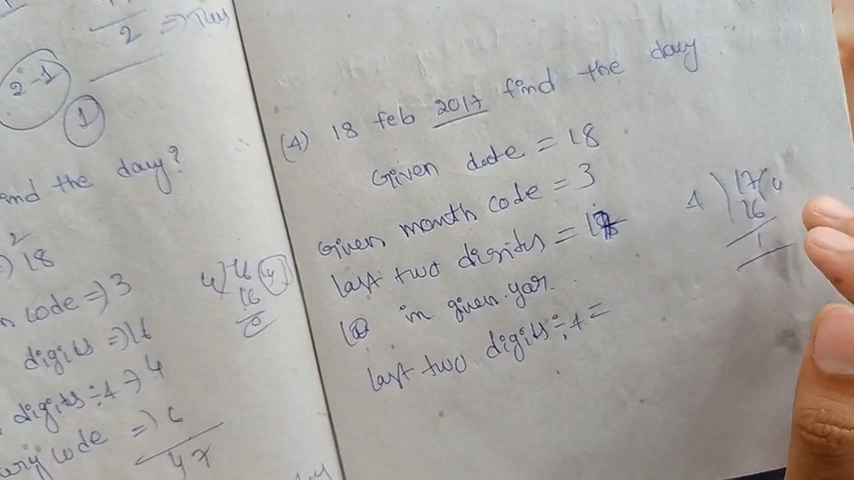 2 => Tues
2-1
1
find the day?
2
=> 18
code => 3
digits => 16
digits ÷ 4 => 4
code => 6
47
4) 16 (4
16
0
(4) 18 feb 2017 find the day
Given date = 18
Given month code = 3
last two digits = 17
in given yar
last two digits ÷ 4 =
4) 17 (4
16
1